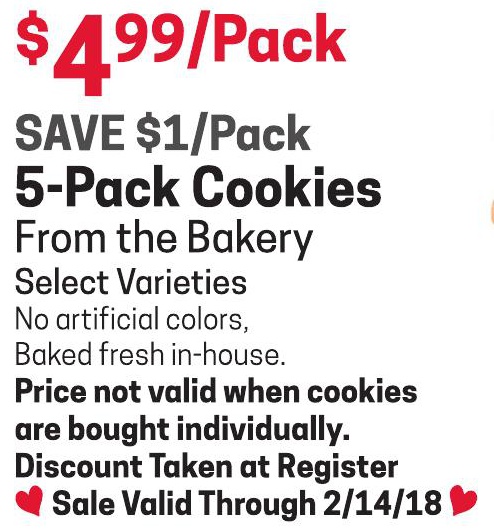 $4.99/Pack
SAVE $1/Pack
5-Pack Cookies
From the Bakery
Select Varieties
No artificial colors,
Baked fresh in-house.
Price not valid when cookies
are bought individually.
Discount Taken at Register
Sale Valid Through 2/14/18